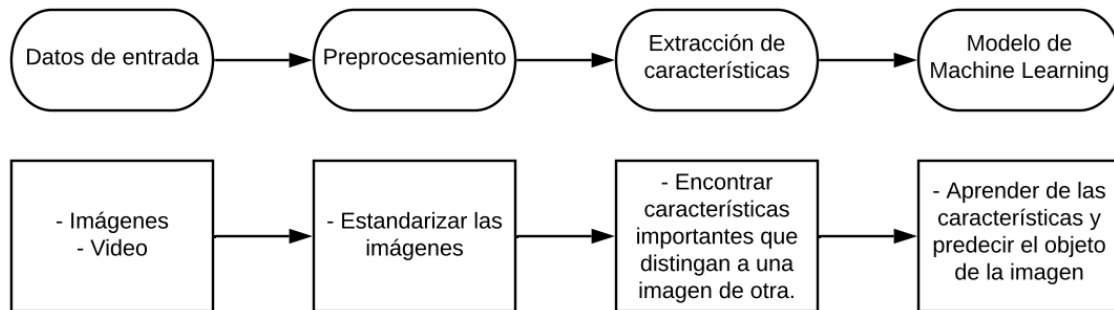 Datos de entrada
Preprocesamiento
Extracción de
características
Modelo de
Machine Learning
- Imágenes
- Video
- Estandarizar las
imágenes
- Encontrar
características
importantes que
distingan a una
imagen de otra.
- Aprender de las
características y
predecir el objeto
de la imagen